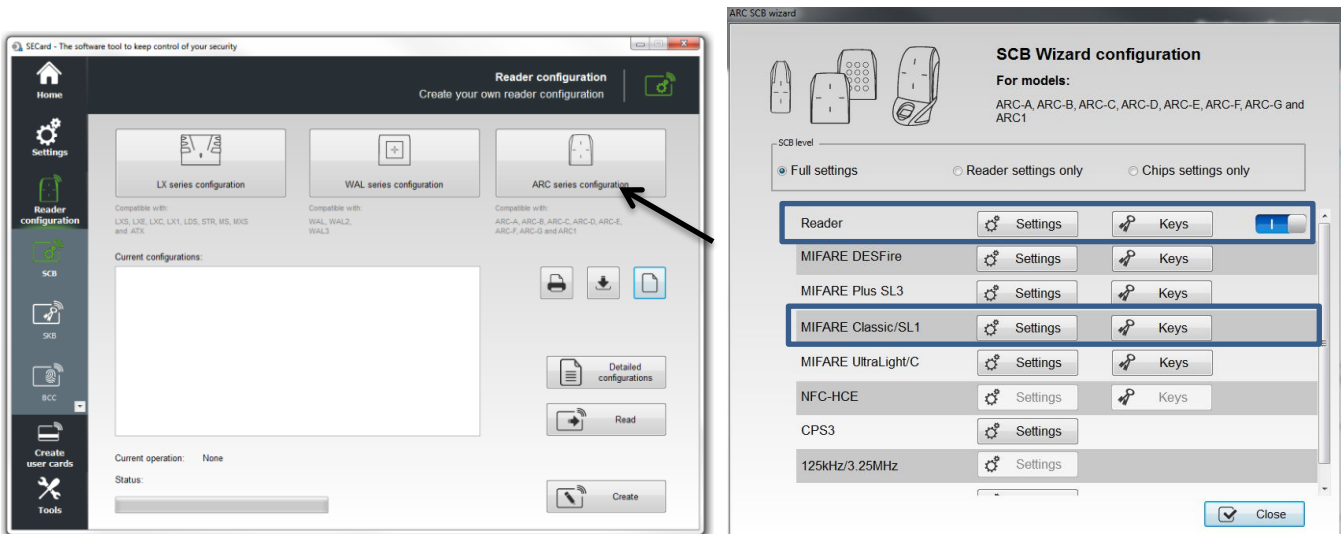 SECard - The software tool to keep control of your security
Home
Reader configuration
Create your own reader configuration
Settings
Reader
configuration
SCB
SKB
BCC
Create
user cards
Tools
LX series configuration
WAL series configuration
ARC series configuration
Compatible with:
LXS, LXE, LXC, LX1, LDS, STR, MS, MXS
and ATX
Compatible with:
WAL, WAL2,
WAL3
Compatible with:
ARC-A, ARC-B, ARC-C, ARC-D, ARC-E,
ARC-F, ARC-G and ARC1
Current configurations:
Detailed
configurations
Read
Current operation: None
Status:
Create
ARC SCB wizard
SCB Wizard configuration
For models:
ARC-A, ARC-B, ARC-C, ARC-D, ARC-E, ARC-F, ARC-G and
ARC1
SCB level
Full settings Reader settings only Chips settings only
Reader Settings Keys
MIFARE DESFire Settings Keys
MIFARE Plus SL3 Settings Keys
MIFARE Classic/SL1 Settings Keys
MIFARE UltraLight/C Settings Keys
NFC-HCE Settings Keys
CPS3 Settings
125kHz/3.25MHz Settings
Close